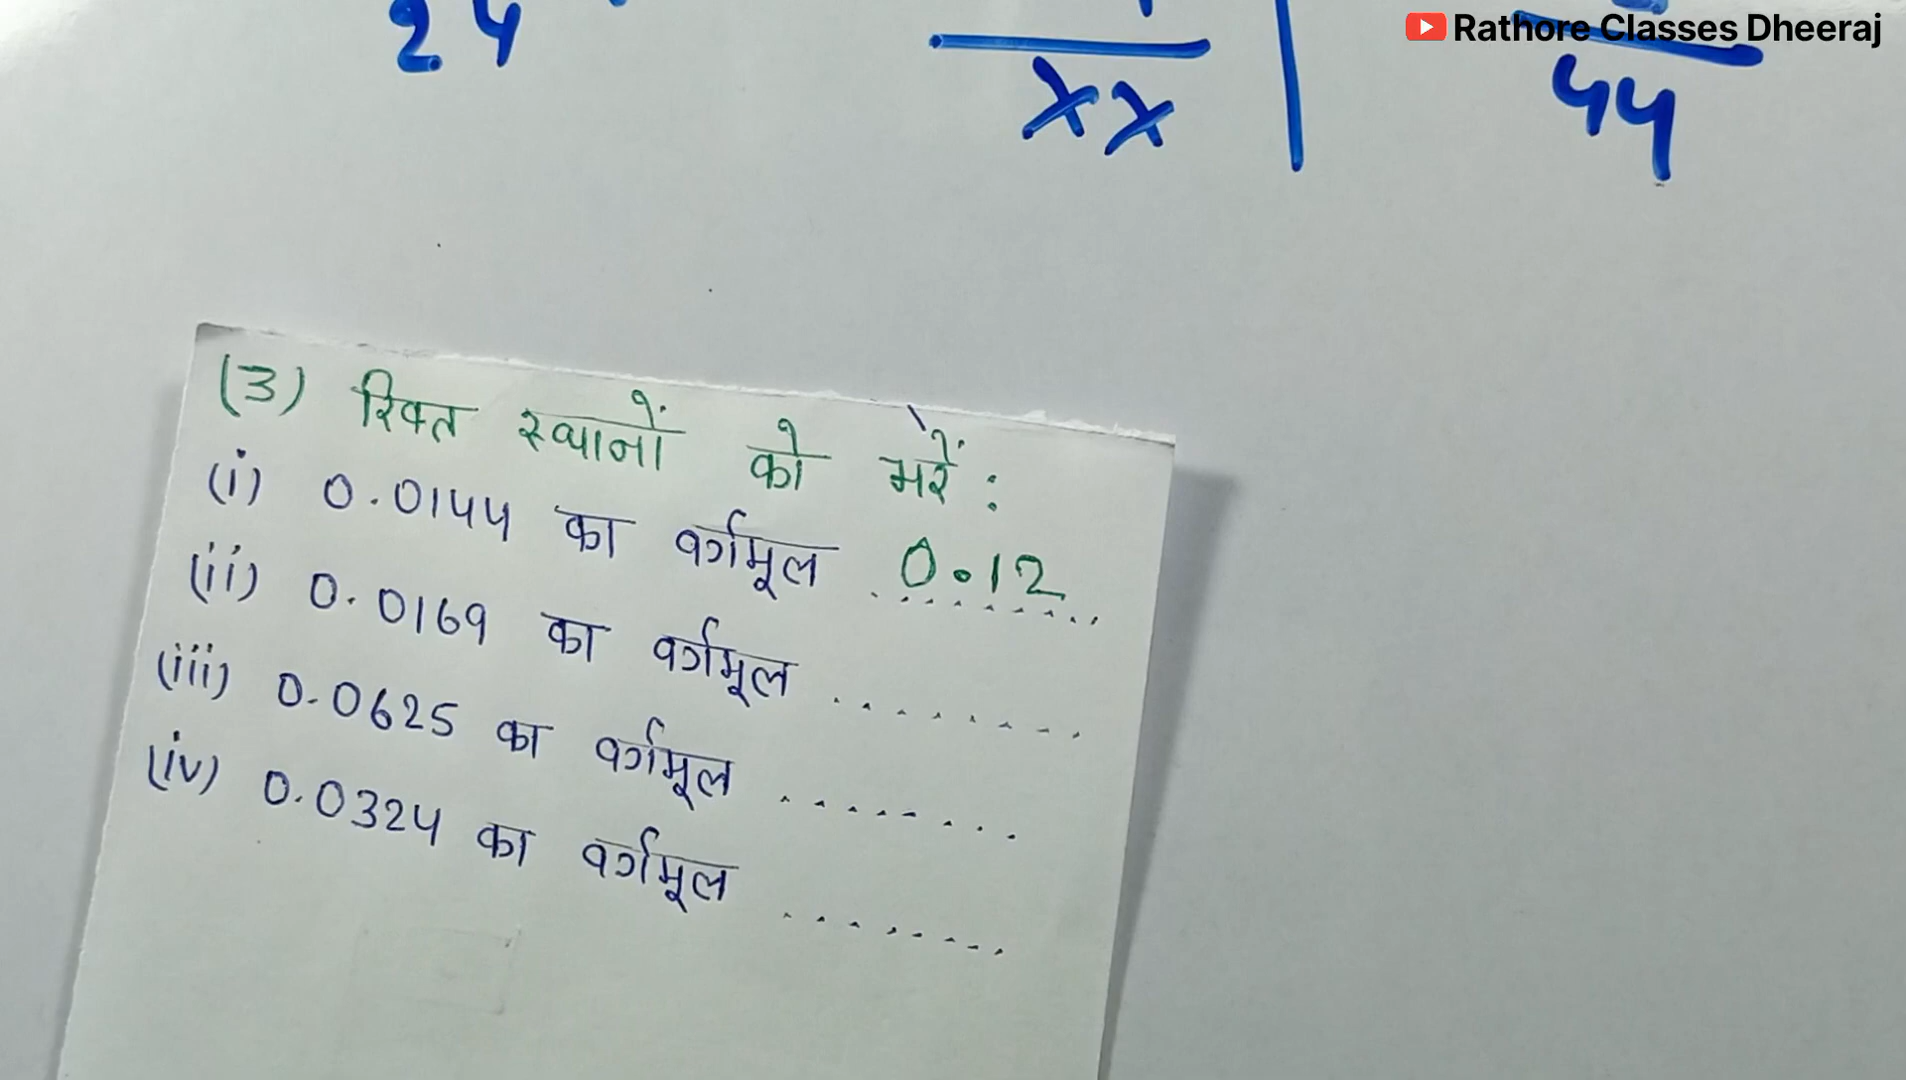 Rathore Classes Dheeraj
24
xx
44
(3) रिक्त स्थानों को भरें :
(i) 0.0144 का वर्गमूल 0.12
(ii) 0.0169 का वर्गमूल ........
(iii) 0.0625 का वर्गमूल ........
(iv) 0.0324 का वर्गमूल ........